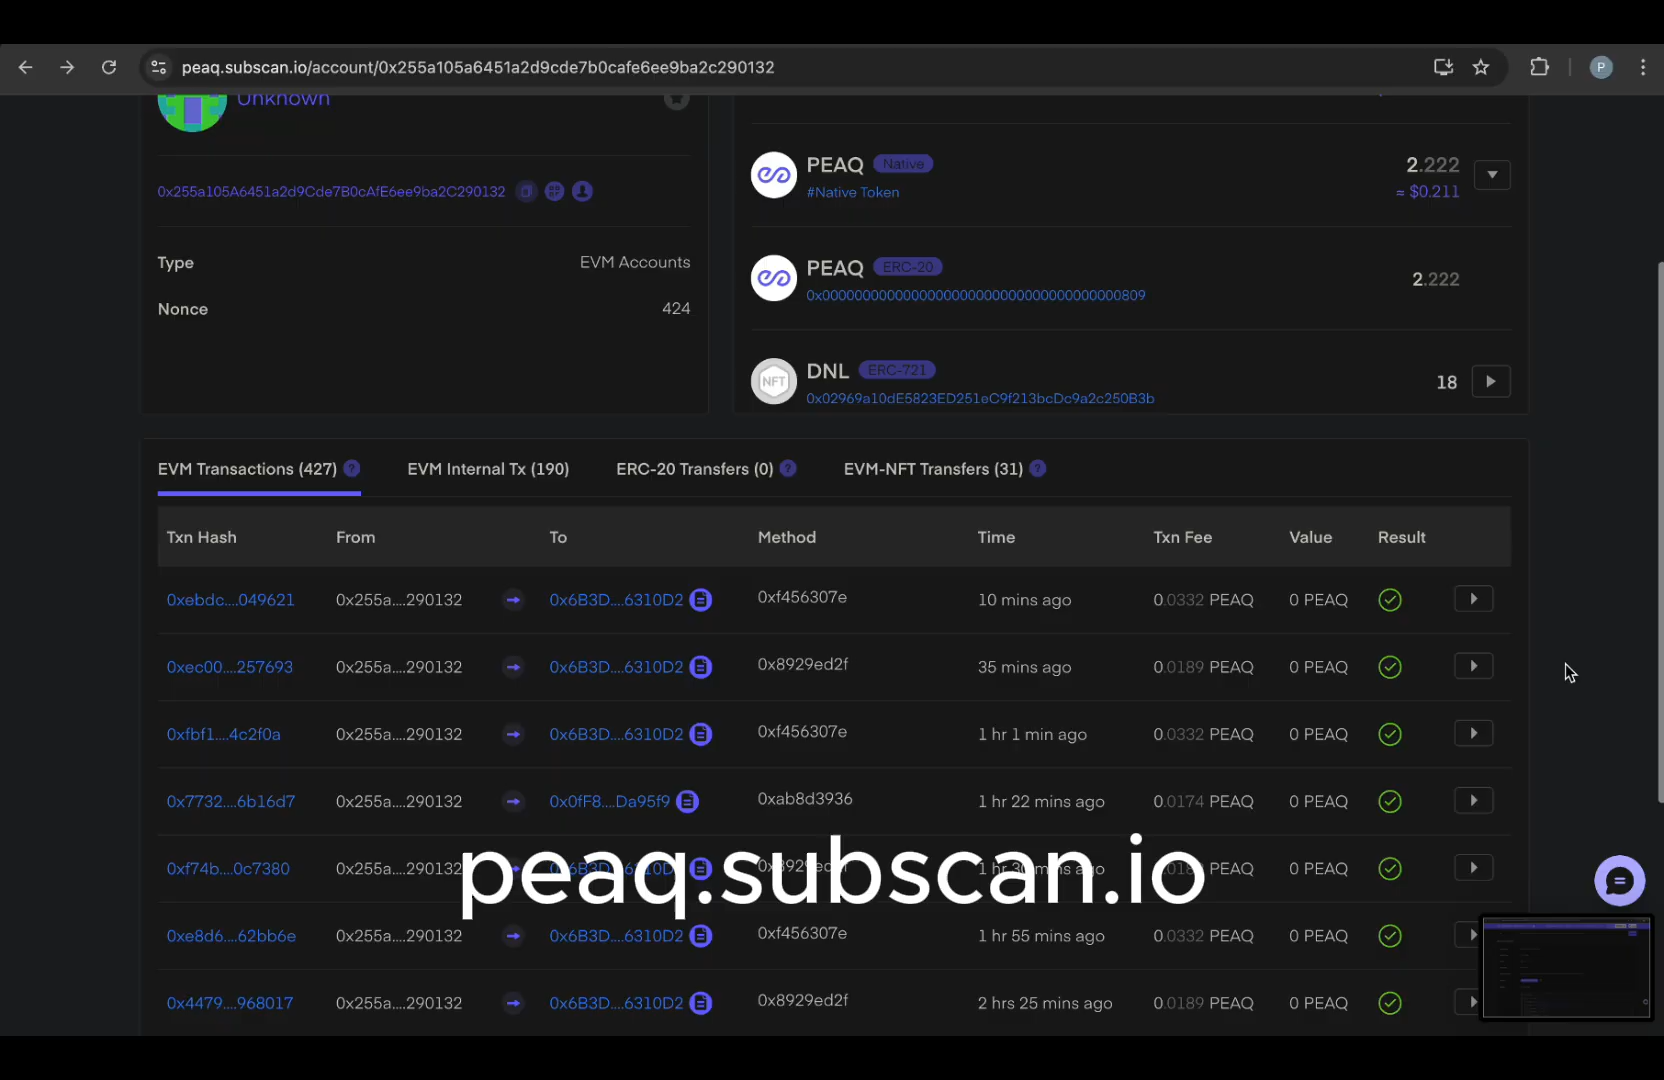 peaq.subscan.io/account/0x255a105a6451a2d9cde7b0cafe6ee9ba2c290132
P
Unknown
0x255a105A6451a2d9Cde7B0cAfE6ee9ba2C290132
Type EVM Accounts
Nonce 424
PEAQ Native 2.222
#Native Token ≈ $0.211
PEAQ ERC-20 2.222
0x0000000000000000000000000000000000000809
DNL ERC-721 18
NFT
0x02969a10dE5823ED251eC9f213bcDc9a2c250B3b
EVM Transactions (427) ? EVM Internal Tx (190) ERC-20 Transfers (0) ? EVM-NFT Transfers (31) ?
Txn Hash From To Method Time Txn Fee Value Result
0xebdc....049621 0x255a....290132 0x6B3D....6310D2 0xf456307e 10 mins ago 0.0332 PEAQ 0 PEAQ
0xec00....257693 0x255a....290132 0x6B3D....6310D2 0x8929ed2f 35 mins ago 0.0189 PEAQ 0 PEAQ
0xfbf1....4c2f0a 0x255a....290132 0x6B3D....6310D2 0xf456307e 1 hr 1 min ago 0.0332 PEAQ 0 PEAQ
0x7732....6b16d7 0x255a....290132 0x0fF8....Da95f9 0xab8d3936 1 hr 22 mins ago 0.0174 PEAQ 0 PEAQ
0xf74b....0c7380 0x255a....290132 PEAQ 0 PEAQ
peaq.subscan.io
0xe8d6....62bb6e 0x255a....290132 0x6B3D....6310D2 0xf456307e 1 hr 55 mins ago 0.0332 PEAQ 0 PEAQ
0x4479....968017 0x255a....290132 0x6B3D....6310D2 0x8929ed2f 2 hrs 25 mins ago 0.0189 PEAQ 0 PEAQ